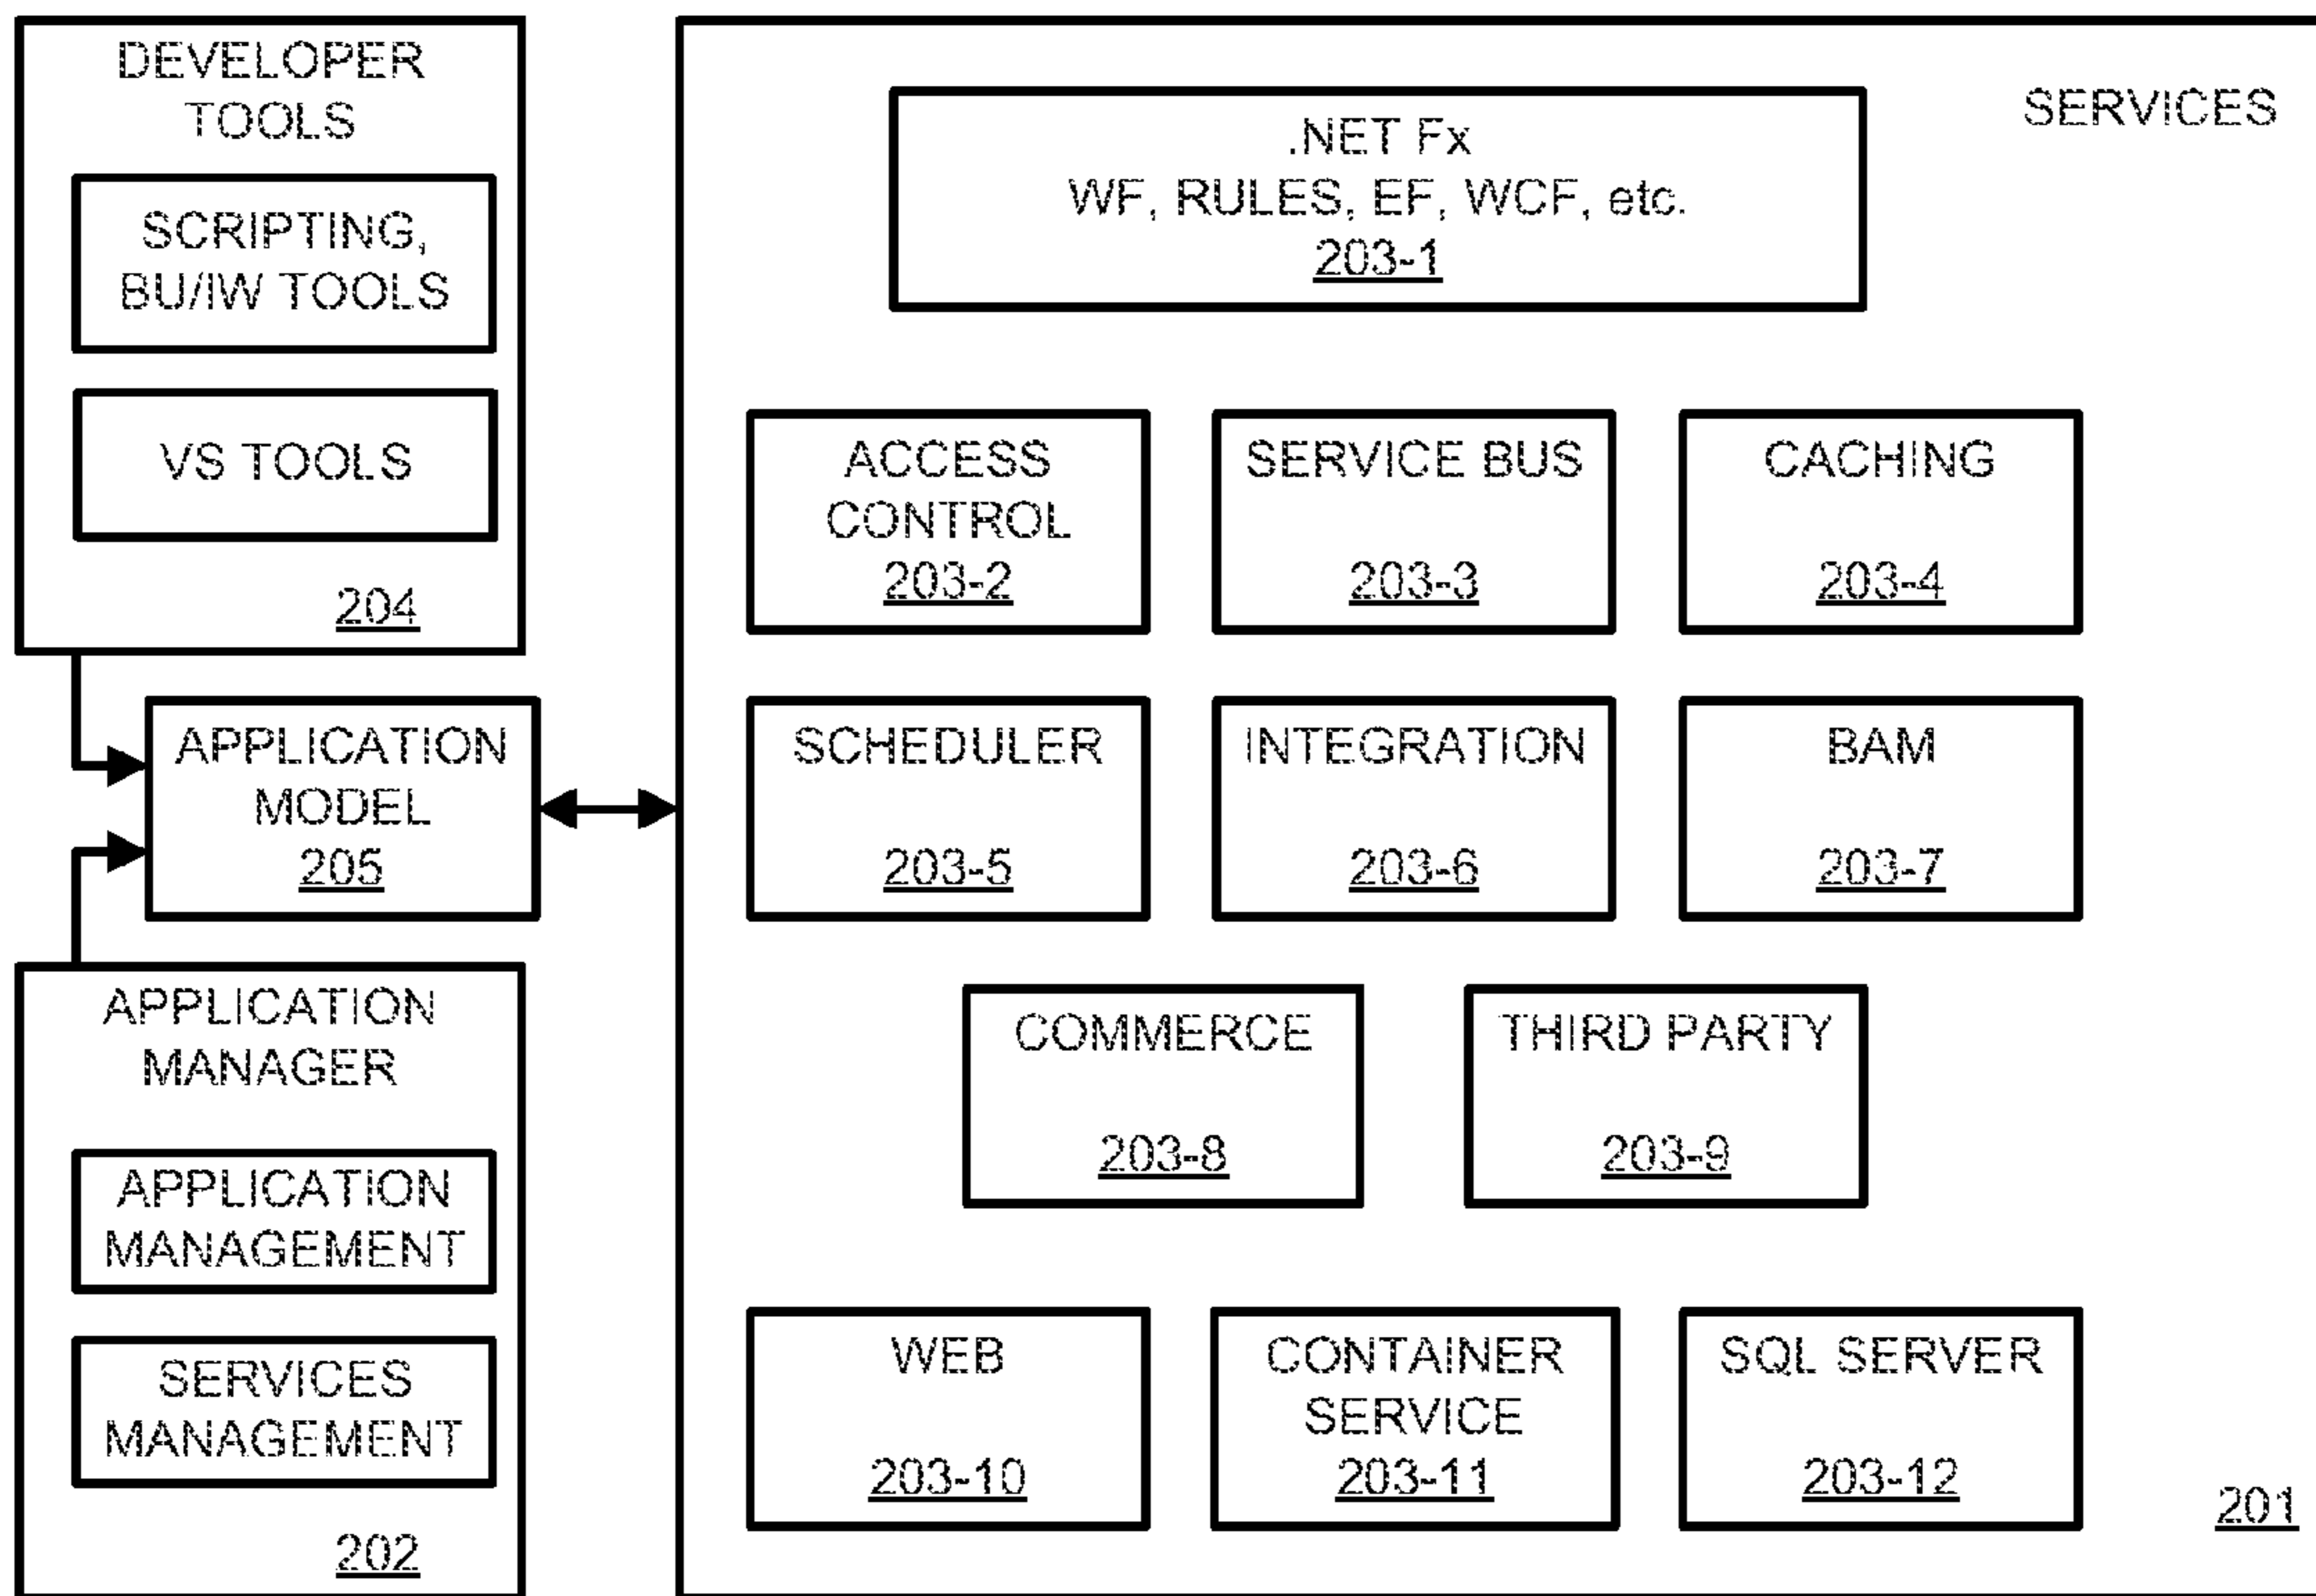 DEVELOPER
TOOLS
SCRIPTING,
BU/IW TOOLS
VS TOOLS
204
APPLICATION
MODEL
205
APPLICATION
MANAGER
APPLICATION
MANAGEMENT
SERVICES
MANAGEMENT
202
SERVICES
.NET Fx
WF, RULES, EF, WCF, etc.
203-1
ACCESS
CONTROL
203-2
SERVICE BUS
203-3
CACHING
203-4
SCHEDULER
203-5
INTEGRATION
203-6
BAM
203-7
COMMERCE
203-8
THIRD PARTY
203-9
WEB
203-10
CONTAINER
SERVICE
203-11
SQL SERVER
203-12
201